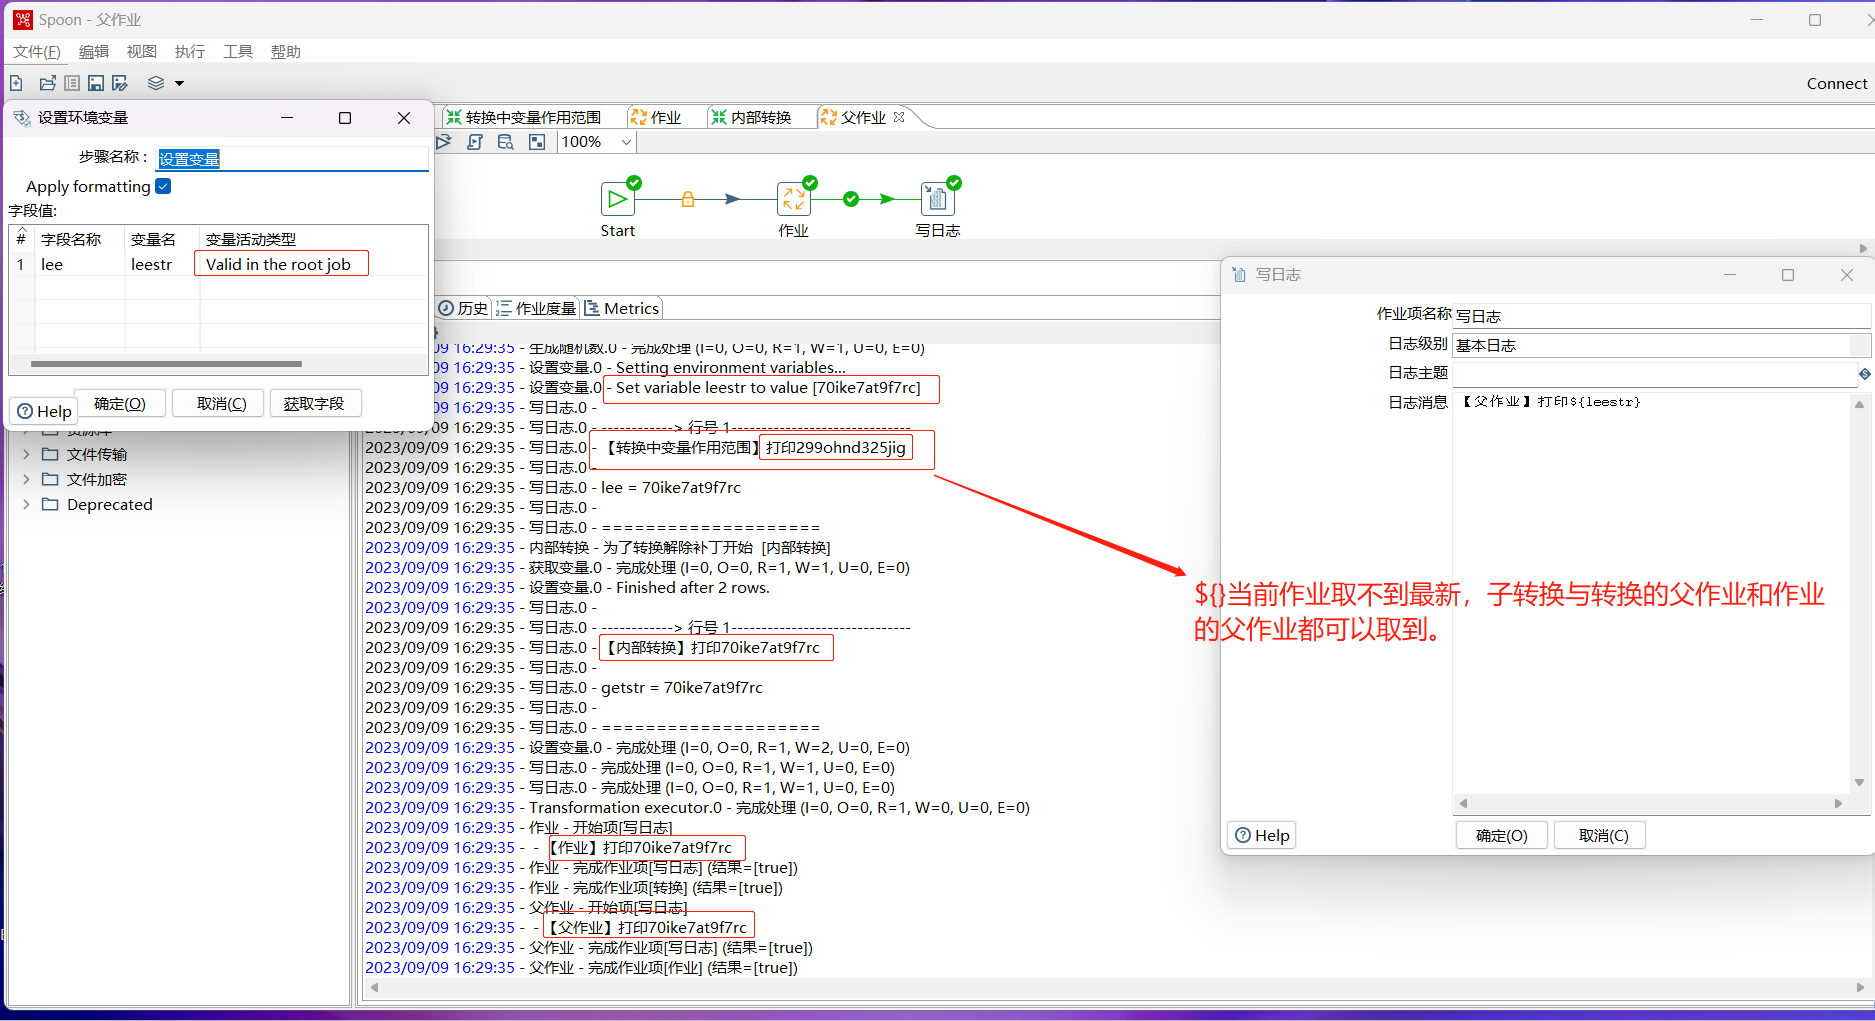 Spoon - 父作业
文件(F) 编辑 视图 执行 工具 帮助
Connect
设置环境变量
步骤名称： 设置变量
Apply formatting
字段值:
# 字段名称 变量名 变量活动类型
1 lee leestr Valid in the root job
Help 确定(O) 取消(C) 获取字段
文件传输
文件加密
Deprecated
转换中变量作用范围 作业 内部转换 父作业
100%
Start 作业 写日志
历史 作业度量 Metrics
09 16:29:35 - 生成随机数.0 - 完成处理 (I=0, O=0, R=1, W=1, U=0, E=0)
09 16:29:35 - 设置变量.0 - Setting environment variables...
09 16:29:35 - 设置变量.0 - Set variable leestr to value [70ike7at9f7rc]
09 16:29:35 - 写日志.0 -
2023/09/09 16:29:35 - 写日志.0 - ------------> 行号 1------------------------------
2023/09/09 16:29:35 - 写日志.0 - 【转换中变量作用范围】打印299ohnd325jig
2023/09/09 16:29:35 - 写日志.0 -
2023/09/09 16:29:35 - 写日志.0 - lee = 70ike7at9f7rc
2023/09/09 16:29:35 - 写日志.0 -
2023/09/09 16:29:35 - 写日志.0 - ====================
2023/09/09 16:29:35 - 内部转换 - 为了转换解除补丁开始  [内部转换]
2023/09/09 16:29:35 - 获取变量.0 - 完成处理 (I=0, O=0, R=1, W=1, U=0, E=0)
2023/09/09 16:29:35 - 设置变量.0 - Finished after 2 rows.
2023/09/09 16:29:35 - 写日志.0 -
2023/09/09 16:29:35 - 写日志.0 - ------------> 行号 1------------------------------
2023/09/09 16:29:35 - 写日志.0 - 【内部转换】打印70ike7at9f7rc
2023/09/09 16:29:35 - 写日志.0 -
2023/09/09 16:29:35 - 写日志.0 - getstr = 70ike7at9f7rc
2023/09/09 16:29:35 - 写日志.0 -
2023/09/09 16:29:35 - 写日志.0 - ====================
2023/09/09 16:29:35 - 设置变量.0 - 完成处理 (I=0, O=0, R=1, W=2, U=0, E=0)
2023/09/09 16:29:35 - 写日志.0 - 完成处理 (I=0, O=0, R=1, W=1, U=0, E=0)
2023/09/09 16:29:35 - 写日志.0 - 完成处理 (I=0, O=0, R=1, W=1, U=0, E=0)
2023/09/09 16:29:35 - Transformation executor.0 - 完成处理 (I=0, O=0, R=1, W=0, U=0, E=0)
2023/09/09 16:29:35 - 作业 - 开始项[写日志]
2023/09/09 16:29:35 -  - 【作业】打印70ike7at9f7rc
2023/09/09 16:29:35 - 作业 - 完成作业项[写日志] (结果=[true])
2023/09/09 16:29:35 - 作业 - 完成作业项[转换] (结果=[true])
2023/09/09 16:29:35 - 父作业 - 开始项[写日志]
2023/09/09 16:29:35 -  - 【父作业】打印70ike7at9f7rc
2023/09/09 16:29:35 - 父作业 - 完成作业项[写日志] (结果=[true])
2023/09/09 16:29:35 - 父作业 - 完成作业项[作业] (结果=[true])
写日志
作业项名称 写日志
日志级别 基本日志
日志主题
日志消息 【父作业】打印${leestr}
Help 确定(O) 取消(C)
${}当前作业取不到最新，子转换与转换的父作业和作业
的父作业都可以取到。